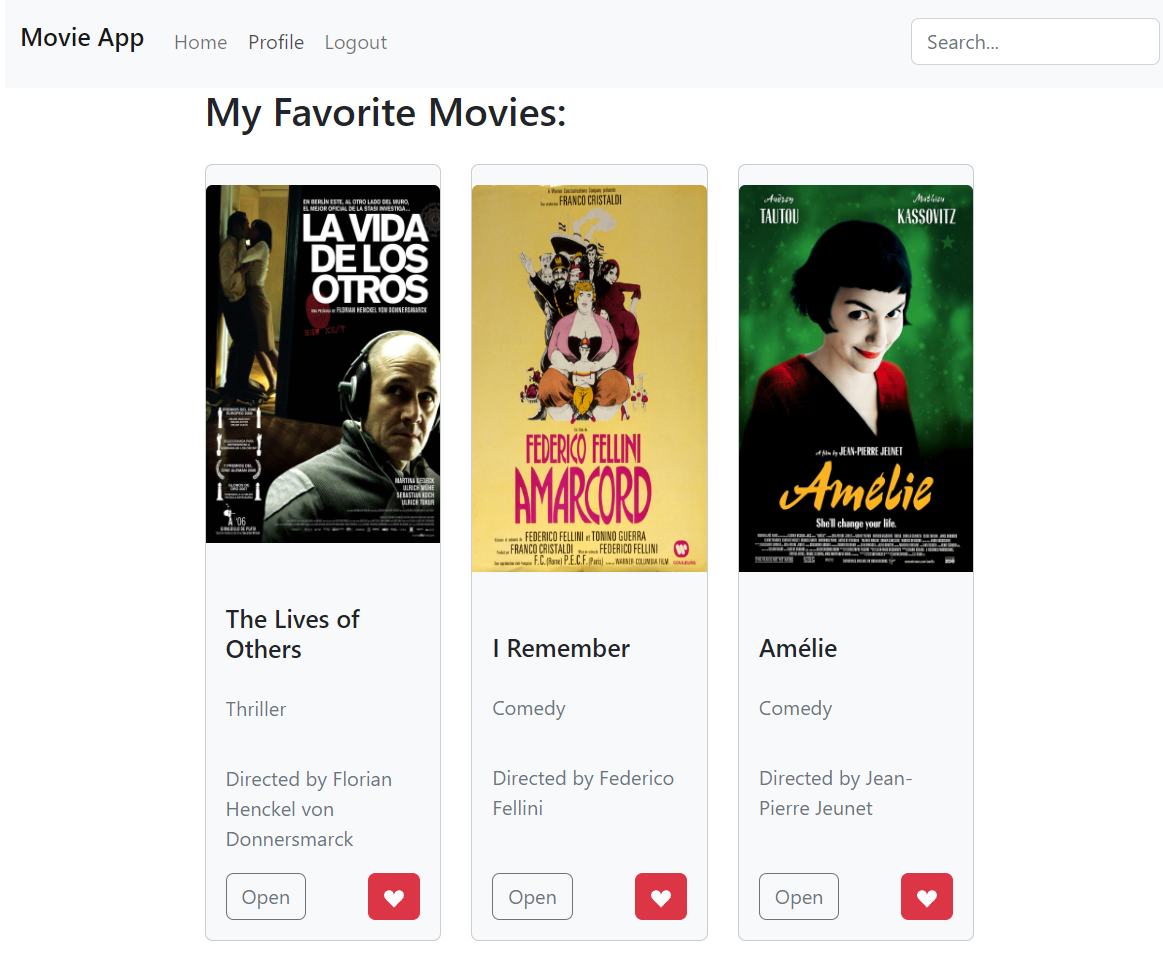 Movie App
Home Profile Logout
Search...
My Favorite Movies:
EN BERLÍN ESTE, AL OTRO LADO DEL MURO,
EL MEJOR OFICIAL DE LA STASI INVESTIGA...
LA VIDA
DE LOS
OTROS
UNA PELÍCULA DE FLORIAN HENCKEL VON DONNERSMARCK
MARTINA GEDECK
ULRICH MÜHE
SEBASTIAN KOCH
ULRICH TUKUR
The Lives of
Others
Thriller
Directed by Florian
Henckel von
Donnersmarck
Open
FRANCO CRISTALDI
FEDERICO FELLINI
AMARCORD
FEDERICO FELLINI et TONINO GUERRA
FRANCO CRISTALDI FEDERICO FELLINI
F.C. (Rome) P.E.C.F. (Paris) WARNER-COLUMBIA FILM
I Remember
Comedy
Directed by Federico
Fellini
Open
Audrey
TAUTOU
Mathieu
KASSOVITZ
A film by JEAN-PIERRE JEUNET
Amélie
She'll change your life.
Amélie
Comedy
Directed by Jean-
Pierre Jeunet
Open